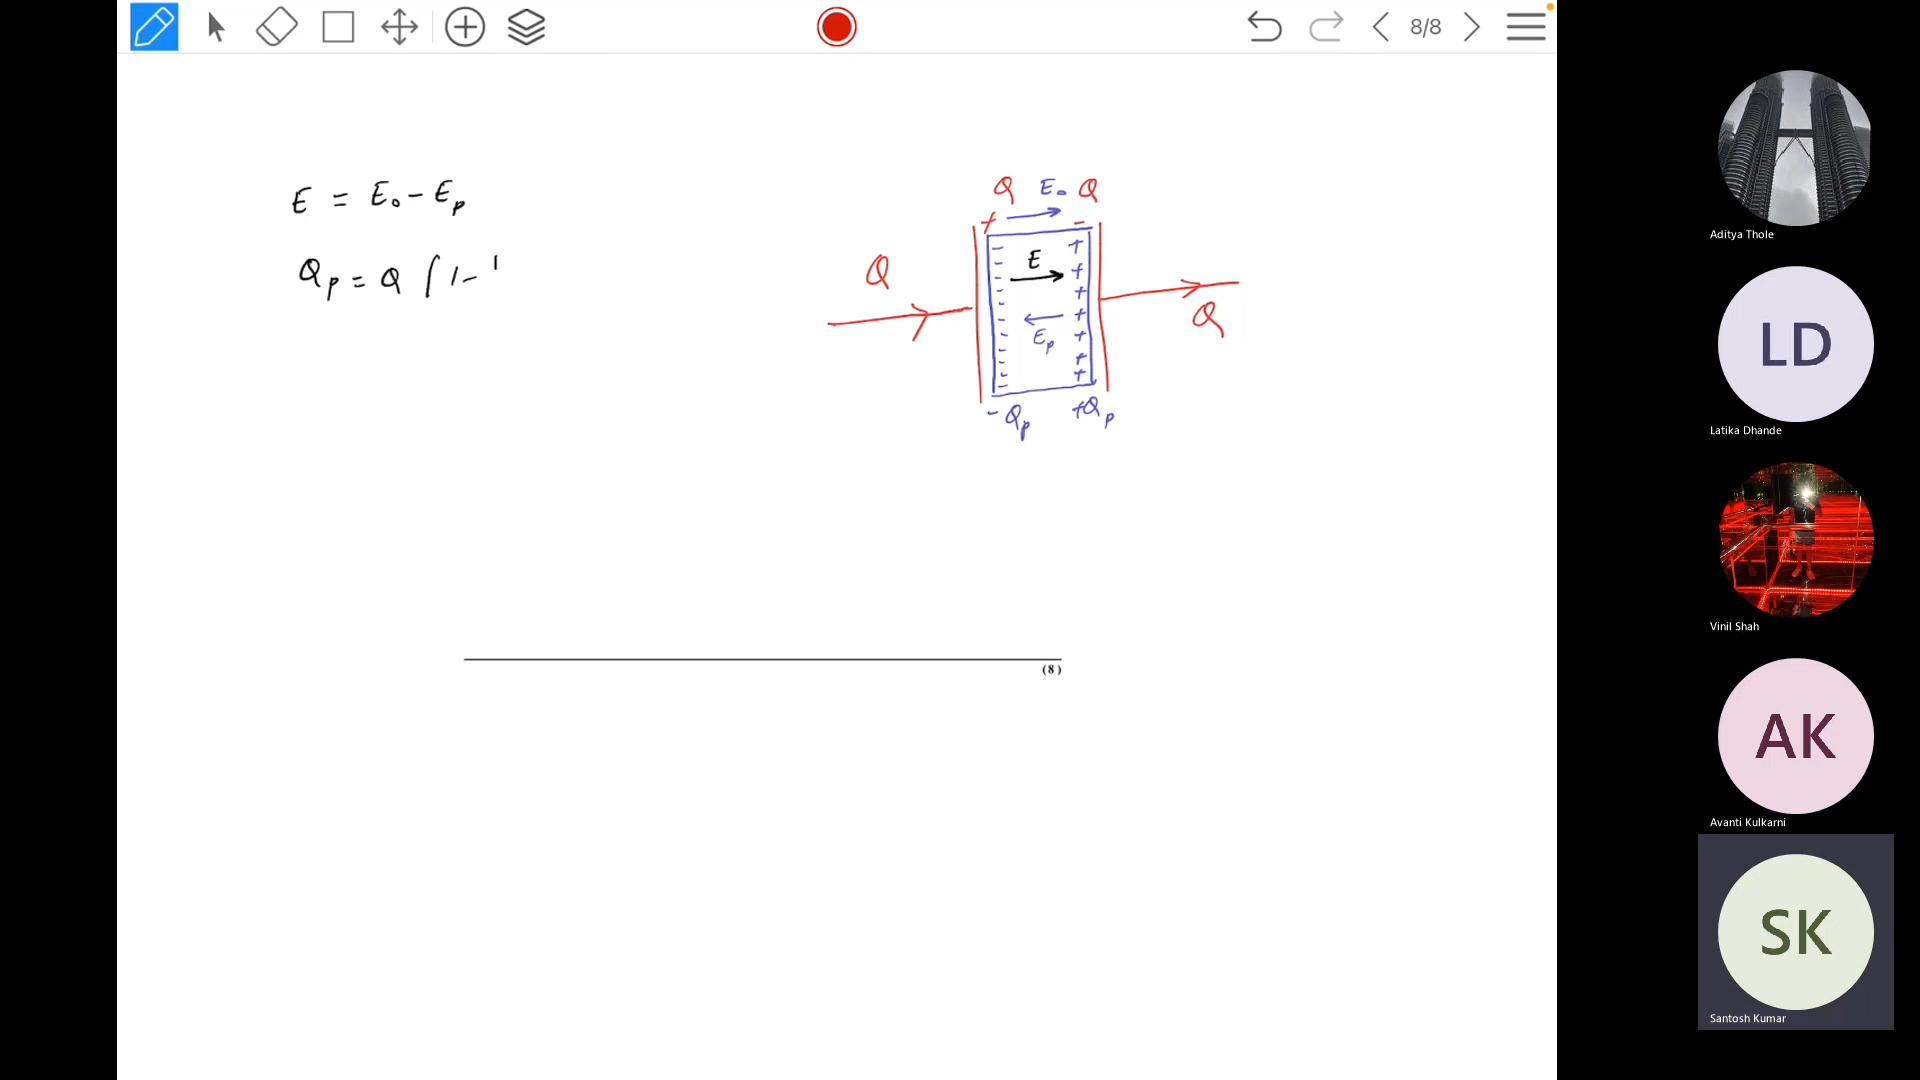 8/8
E = E₀ - Eₚ
Qₚ = Q ( 1 - 1
Q E₀ Q
+ -
Q
E
Eₚ
Q
- Qₚ +Qₚ
(8)
Aditya Thole
LD
Latika Dhande
Vinil Shah
AK
Avanti Kulkarni
SK
Santosh Kumar